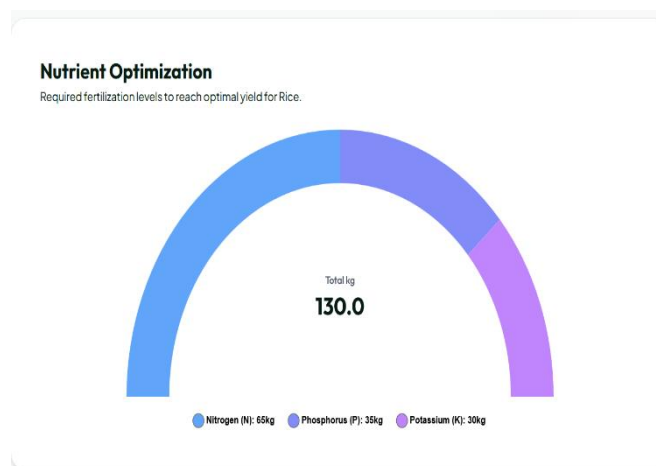 Nutrient Optimization
Required fertilization levels to reach optimal yield for Rice.
Total kg
130.0
Nitrogen (N): 65kg Phosphorus (P): 35kg Potassium (K): 30kg